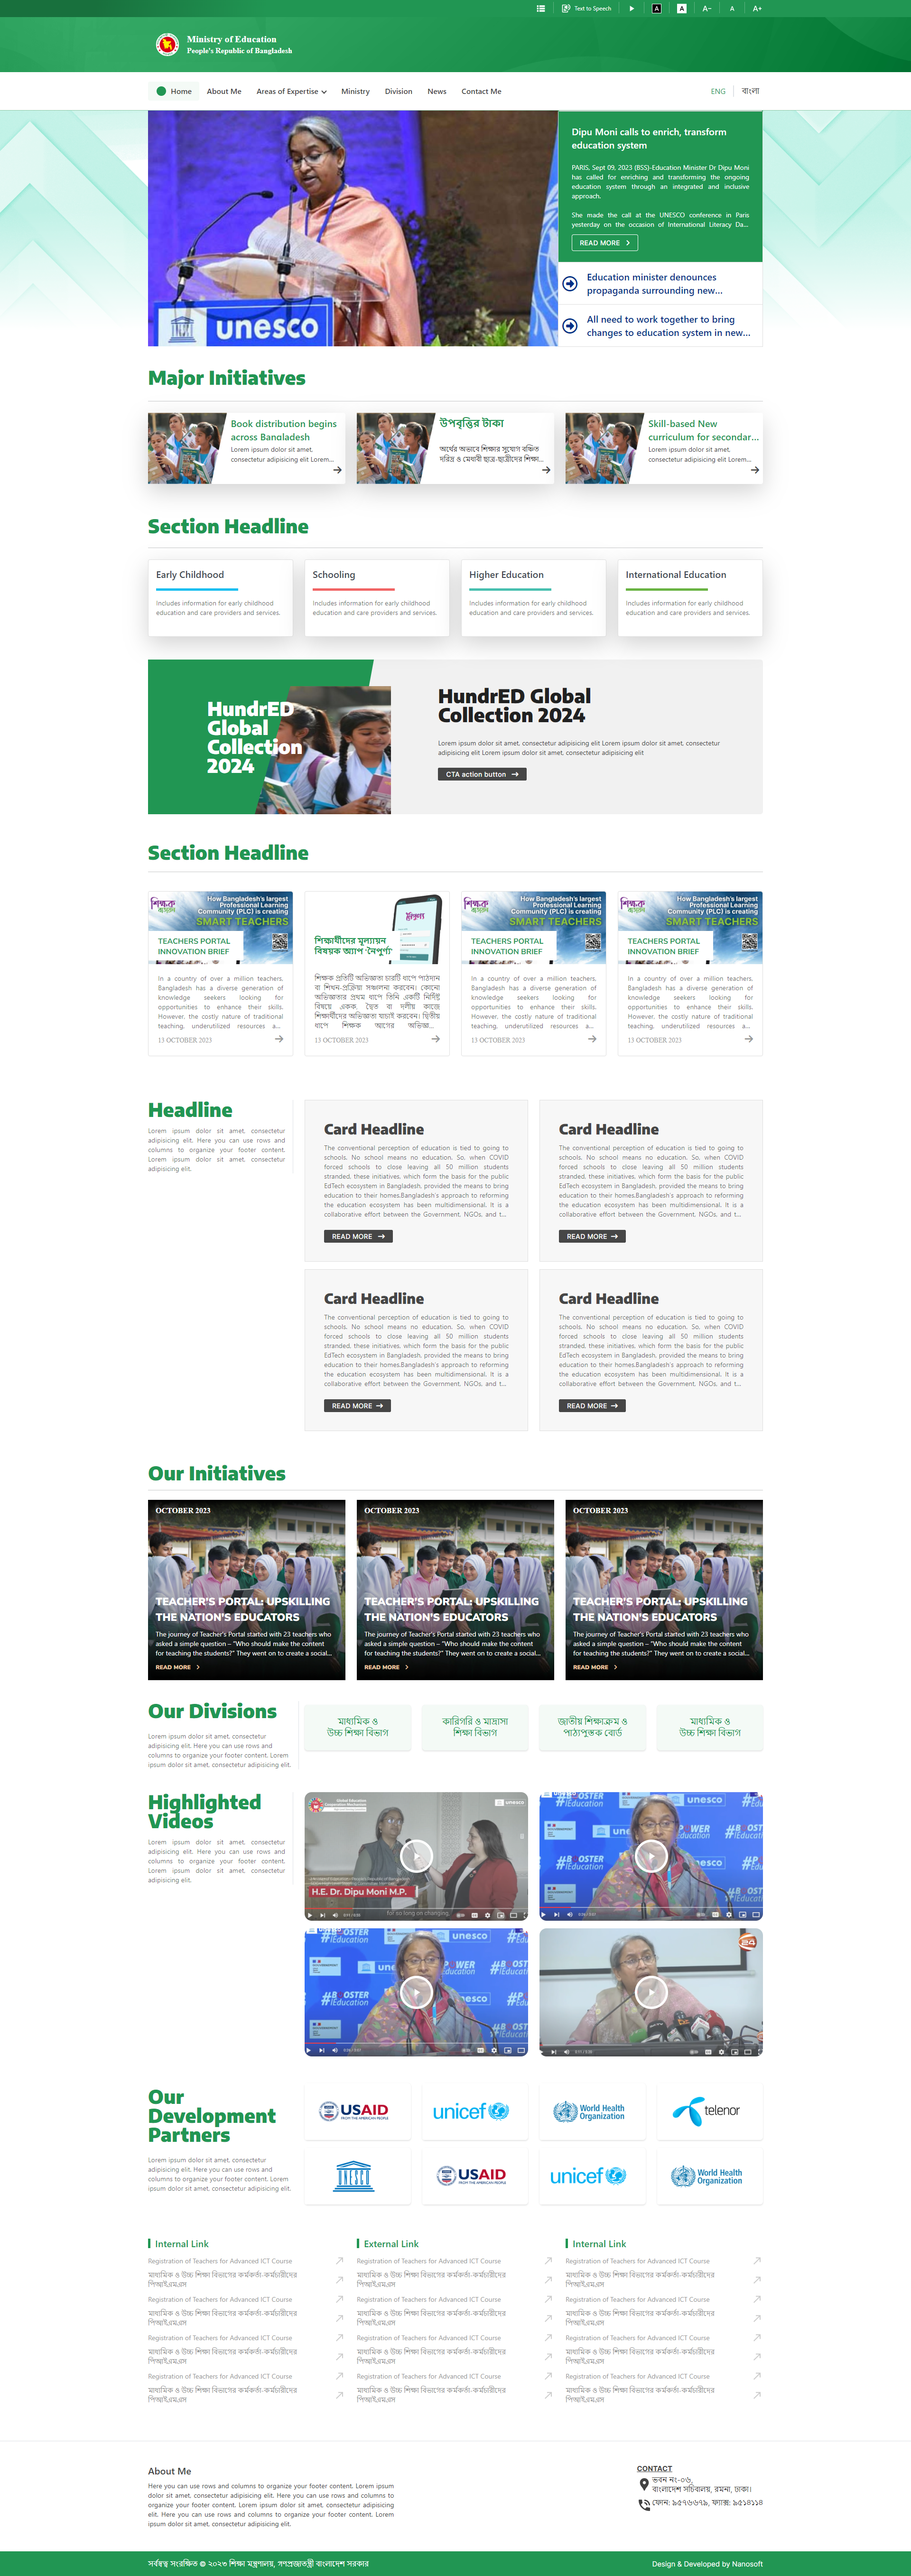 Text to Speech
A
A
A-
A
A+
Ministry of Education
People's Republic of Bangladesh
Home
About Me
Areas of Expertise
Ministry
Division
News
Contact Me
ENG
বাংলা
unesco
Dipu Moni calls to enrich, transform
education system
PARIS, Sept 09, 2023 (BSS)-Education Minister Dr Dipu Moni
has called for enriching and transforming the ongoing
education system through an integrated and inclusive
approach.
She made the call at the UNESCO conference in Paris
yesterday on the occasion of International Literacy Da...
READ MORE
Education minister denounces
propaganda surrounding new...
All need to work together to bring
changes to education system in new...
Major Initiatives
Book distribution begins
across Bangladesh
Lorem ipsum dolor sit amet,
consectetur adipisicing elit Lorem...
উপবৃত্তির টাকা
অর্থের অভাবে শিক্ষার সুযোগ বঞ্চিত
দরিদ্র ও মেধাবী ছাত্র-ছাত্রীদের শিক্ষা...
Skill-based New
curriculum for secondar...
Lorem ipsum dolor sit amet,
consectetur adipisicing elit Lorem...
Section Headline
Early Childhood
Includes information for early childhood
education and care providers and services.
Schooling
Includes information for early childhood
education and care providers and services.
Higher Education
Includes information for early childhood
education and care providers and services.
International Education
Includes information for early childhood
education and care providers and services.
HundrED
Global
Collection
2024
HundrED Global
Collection 2024
Lorem ipsum dolor sit amet, consectetur adipisicing elit Lorem ipsum dolor sit amet, consectetur
adipisicing elit Lorem ipsum dolor sit amet, consectetur adipisicing elit
CTA action button
Section Headline
শিক্ষক
বাতায়ন
How Bangladesh's largest
Professional Learning
Community (PLC) is creating
SMART TEACHERS
TEACHERS PORTAL
INNOVATION BRIEF
In a country of over a million teachers,
Bangladesh has a diverse generation of
knowledge seekers looking for
opportunities to enhance their skills.
However, the costly nature of traditional
teaching, underutilized resources a...
13 OCTOBER 2023
নৈপুণ্য
শিক্ষার্থীদের মূল্যায়ন
বিষয়ক অ্যাপ 'নৈপুণ্য'
শিক্ষক প্রতিটি অভিজ্ঞতা চারটি ধাপে পাঠদান
বা শিখন-প্রক্রিয়া সঞ্চালনা করবেন। কোনো
অভিজ্ঞতার প্রথম ধাপে তিনি একটি নির্দিষ্ট
বিষয়ে একক, দ্বৈত বা দলীয় কাজে
শিক্ষার্থীদের অভিজ্ঞতা যাচাই করবেন। দ্বিতীয়
ধাপে শিক্ষক আগের অভিজ্ঞ...
13 OCTOBER 2023
শিক্ষক
বাতায়ন
How Bangladesh's largest
Professional Learning
Community (PLC) is creating
SMART TEACHERS
TEACHERS PORTAL
INNOVATION BRIEF
In a country of over a million teachers,
Bangladesh has a diverse generation of
knowledge seekers looking for
opportunities to enhance their skills.
However, the costly nature of traditional
teaching, underutilized resources a...
13 OCTOBER 2023
শিক্ষক
বাতায়ন
How Bangladesh's largest
Professional Learning
Community (PLC) is creating
SMART TEACHERS
TEACHERS PORTAL
INNOVATION BRIEF
In a country of over a million teachers,
Bangladesh has a diverse generation of
knowledge seekers looking for
opportunities to enhance their skills.
However, the costly nature of traditional
teaching, underutilized resources a...
13 OCTOBER 2023
Headline
Lorem ipsum dolor sit amet, consectetur
adipisicing elit. Here you can use rows and
columns to organize your footer content.
Lorem ipsum dolor sit amet, consectetur
adipisicing elit.
Card Headline
The conventional perception of education is tied to going to
schools. No school means no education. So, when COVID
forced schools to close leaving all 50 million students
stranded, these initiatives, which form the basis for the public
EdTech ecosystem in Bangladesh, provided the means to bring
education to their homes.Bangladesh's approach to reforming
the education ecosystem has been multidimensional. It is a
collaborative effort between the Government, NGOs, and t...
READ MORE
Card Headline
The conventional perception of education is tied to going to
schools. No school means no education. So, when COVID
forced schools to close leaving all 50 million students
stranded, these initiatives, which form the basis for the public
EdTech ecosystem in Bangladesh, provided the means to bring
education to their homes.Bangladesh's approach to reforming
the education ecosystem has been multidimensional. It is a
collaborative effort between the Government, NGOs, and t...
READ MORE
Card Headline
The conventional perception of education is tied to going to
schools. No school means no education. So, when COVID
forced schools to close leaving all 50 million students
stranded, these initiatives, which form the basis for the public
EdTech ecosystem in Bangladesh, provided the means to bring
education to their homes.Bangladesh's approach to reforming
the education ecosystem has been multidimensional. It is a
collaborative effort between the Government, NGOs, and t...
READ MORE
Card Headline
The conventional perception of education is tied to going to
schools. No school means no education. So, when COVID
forced schools to close leaving all 50 million students
stranded, these initiatives, which form the basis for the public
EdTech ecosystem in Bangladesh, provided the means to bring
education to their homes.Bangladesh's approach to reforming
the education ecosystem has been multidimensional. It is a
collaborative effort between the Government, NGOs, and t...
READ MORE
Our Initiatives
OCTOBER 2023
TEACHER'S PORTAL: UPSKILLING
THE NATION'S EDUCATORS
The journey of Teacher's Portal started with 23 teachers who
asked a simple question – "Who should make the content
for teaching the students?" They went on to create a social...
READ MORE
OCTOBER 2023
TEACHER'S PORTAL: UPSKILLING
THE NATION'S EDUCATORS
The journey of Teacher's Portal started with 23 teachers who
asked a simple question – "Who should make the content
for teaching the students?" They went on to create a social...
READ MORE
OCTOBER 2023
TEACHER'S PORTAL: UPSKILLING
THE NATION'S EDUCATORS
The journey of Teacher's Portal started with 23 teachers who
asked a simple question – "Who should make the content
for teaching the students?" They went on to create a social...
READ MORE
Our Divisions
Lorem ipsum dolor sit amet, consectetur
adipisicing elit. Here you can use rows and
columns to organize your footer content. Lorem
ipsum dolor sit amet, consectetur adipisicing elit.
মাধ্যমিক ও
উচ্চ শিক্ষা বিভাগ
কারিগরি ও মাদ্রাসা
শিক্ষা বিভাগ
জাতীয় শিক্ষাক্রম ও
পাঠ্যপুস্তক বোর্ড
মাধ্যমিক ও
উচ্চ শিক্ষা বিভাগ
Highlighted
Videos
Lorem ipsum dolor sit amet, consectetur
adipisicing elit. Here you can use rows and
columns to organize your footer content.
Lorem ipsum dolor sit amet, consectetur
adipisicing elit.
Global Education
Cooperation Mechanism
unesco
H.E. Dr. Dipu Moni M.P.
for so long on changing
#BOOSTER
#IEducation
#BOOSTER
#IEducation
24
Our
Development
Partners
Lorem ipsum dolor sit amet, consectetur
adipisicing elit. Here you can use rows and
columns to organize your footer content. Lorem
ipsum dolor sit amet, consectetur adipisicing elit.
USAID
FROM THE AMERICAN PEOPLE
unicef
World Health
Organization
telenor
UNESCO
USAID
FROM THE AMERICAN PEOPLE
unicef
World Health
Organization
Internal Link
Registration of Teachers for Advanced ICT Course
মাধ্যমিক ও উচ্চ শিক্ষা বিভাগের কর্মকর্তা-কর্মচারীদের
পিআইএমএস
Registration of Teachers for Advanced ICT Course
মাধ্যমিক ও উচ্চ শিক্ষা বিভাগের কর্মকর্তা-কর্মচারীদের
পিআইএমএস
Registration of Teachers for Advanced ICT Course
মাধ্যমিক ও উচ্চ শিক্ষা বিভাগের কর্মকর্তা-কর্মচারীদের
পিআইএমএস
Registration of Teachers for Advanced ICT Course
মাধ্যমিক ও উচ্চ শিক্ষা বিভাগের কর্মকর্তা-কর্মচারীদের
পিআইএমএস
External Link
Registration of Teachers for Advanced ICT Course
মাধ্যমিক ও উচ্চ শিক্ষা বিভাগের কর্মকর্তা-কর্মচারীদের
পিআইএমএস
Registration of Teachers for Advanced ICT Course
মাধ্যমিক ও উচ্চ শিক্ষা বিভাগের কর্মকর্তা-কর্মচারীদের
পিআইএমএস
Registration of Teachers for Advanced ICT Course
মাধ্যমিক ও উচ্চ শিক্ষা বিভাগের কর্মকর্তা-কর্মচারীদের
পিআইএমএস
Registration of Teachers for Advanced ICT Course
মাধ্যমিক ও উচ্চ শিক্ষা বিভাগের কর্মকর্তা-কর্মচারীদের
পিআইএমএস
Internal Link
Registration of Teachers for Advanced ICT Course
মাধ্যমিক ও উচ্চ শিক্ষা বিভাগের কর্মকর্তা-কর্মচারীদের
পিআইএমএস
Registration of Teachers for Advanced ICT Course
মাধ্যমিক ও উচ্চ শিক্ষা বিভাগের কর্মকর্তা-কর্মচারীদের
পিআইএমএস
Registration of Teachers for Advanced ICT Course
মাধ্যমিক ও উচ্চ শিক্ষা বিভাগের কর্মকর্তা-কর্মচারীদের
পিআইএমএস
Registration of Teachers for Advanced ICT Course
মাধ্যমিক ও উচ্চ শিক্ষা বিভাগের কর্মকর্তা-কর্মচারীদের
পিআইএমএস
About Me
Here you can use rows and columns to organize your footer content. Lorem ipsum
dolor sit amet, consectetur adipisicing elit. Here you can use rows and columns to
organize your footer content. Lorem ipsum dolor sit amet, consectetur adipisicing
elit. Here you can use rows and columns to organize your footer content. Lorem
ipsum dolor sit amet, consectetur adipisicing elit.
CONTACT
ভবন নং-০৬,
বাংলাদেশ সচিবালয়, রমনা, ঢাকা।
ফোন: ৯৫৭৬৬৭৯, ফ্যাক্স: ৯৫১৪১১৪
সর্বস্বত্ব সংরক্ষিত © ২০২৩ শিক্ষা মন্ত্রণালয়, গণপ্রজাতন্ত্রী বাংলাদেশ সরকার
Design & Developed by Nanosoft